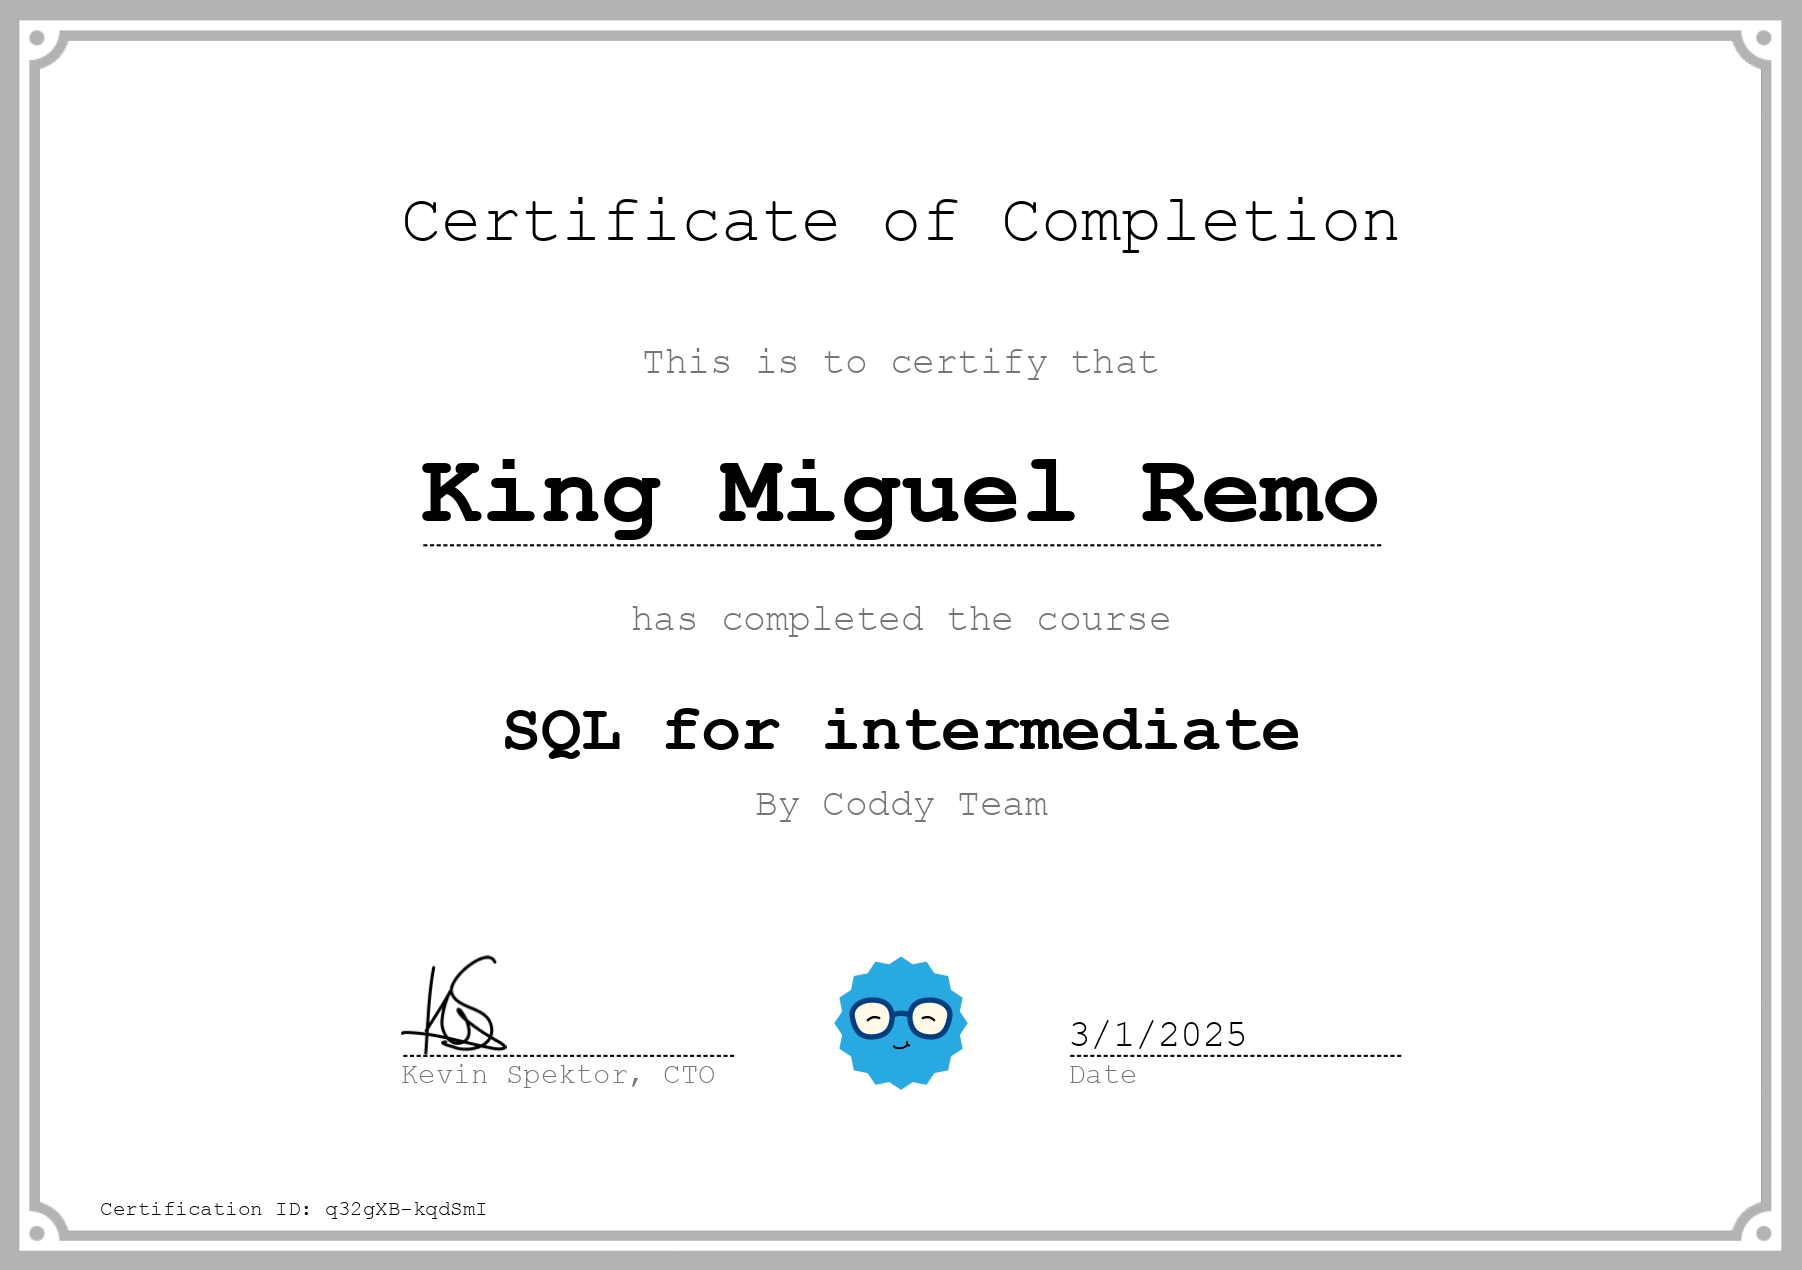 Certificate of Completion
This is to certify that
King Miguel Remo
has completed the course
SQL for intermediate
By Coddy Team
3/1/2025
Kevin Spektor, CTO
Date
Certification ID: q32gXB-kqdSmI